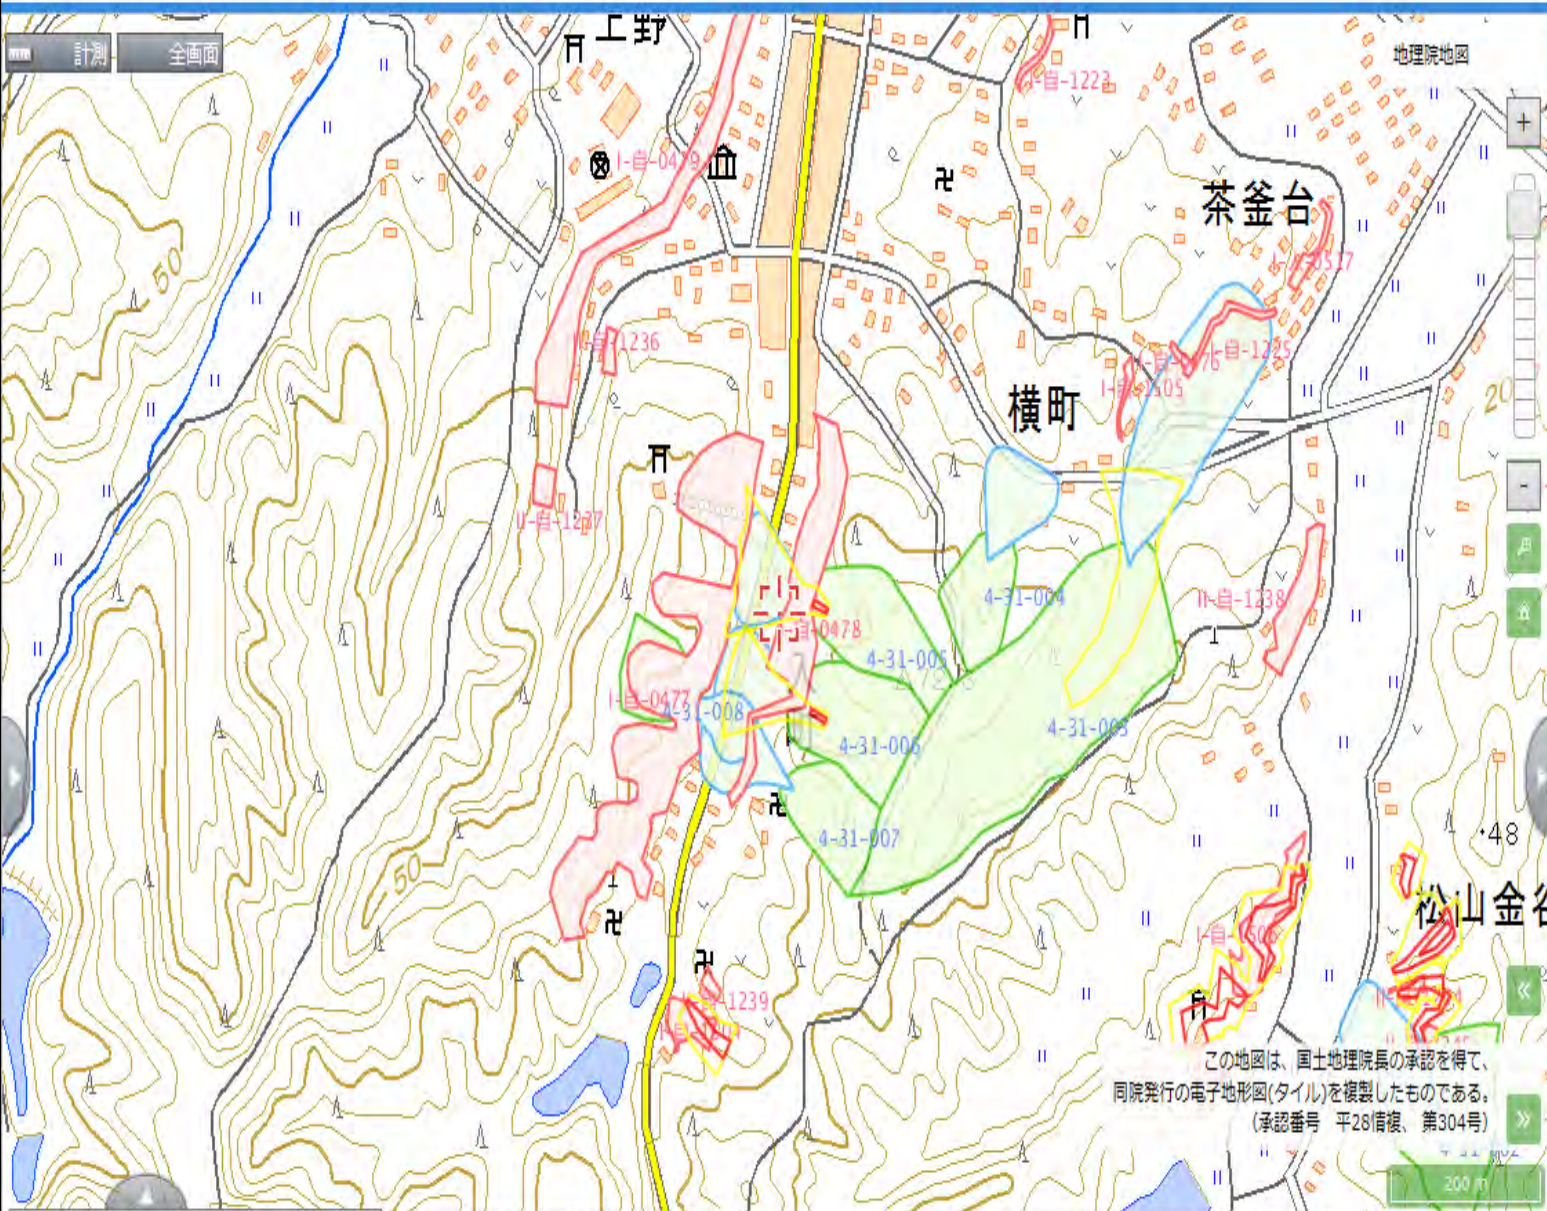 計測
全画面
上野
地理院地図
I-自-1223
I-自-0479
茶釜台
50
II-自-1236
I-自-1225
I-自-1505
横町
20
II-自-1237
4-31-004
II-自-1238
自-0478
4-31-005
I-自-0477
4-31-008
4-31-003
4-31-006
4-31-007
・48
50
松山金谷
自-1239
この地図は、国土地理院長の承認を得て、
同院発行の電子地形図(タイル)を複製したものである。
(承認番号 平28情複、 第304号)
200 m